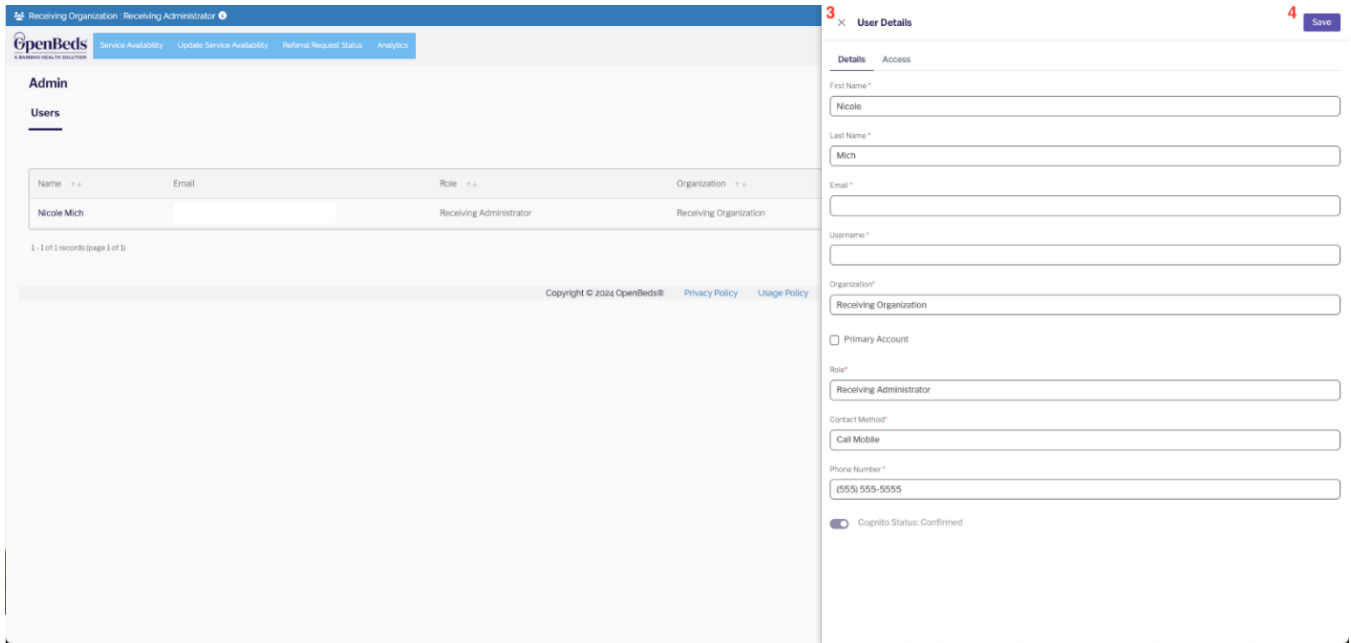 Receiving Organization : Receiving Administrator
OpenBeds
A BAMBOO HEALTH SOLUTION
Service Availability Update Service Availability Referral Request Status Analytics
Admin
Users
Name Email Role Organization
Nicole Mich Receiving Administrator Receiving Organization
1 - 1 of 1 records (page 1 of 1)
Copyright © 2024 OpenBeds® Privacy Policy Usage Policy
3 × User Details 4 Save
Details Access
First Name *
Nicole
Last Name *
Mich
Email *
Username *
Organization*
Receiving Organization
Primary Account
Role*
Receiving Administrator
Contact Method*
Call Mobile
Phone Number *
(555) 555-5555
Cognito Status: Confirmed